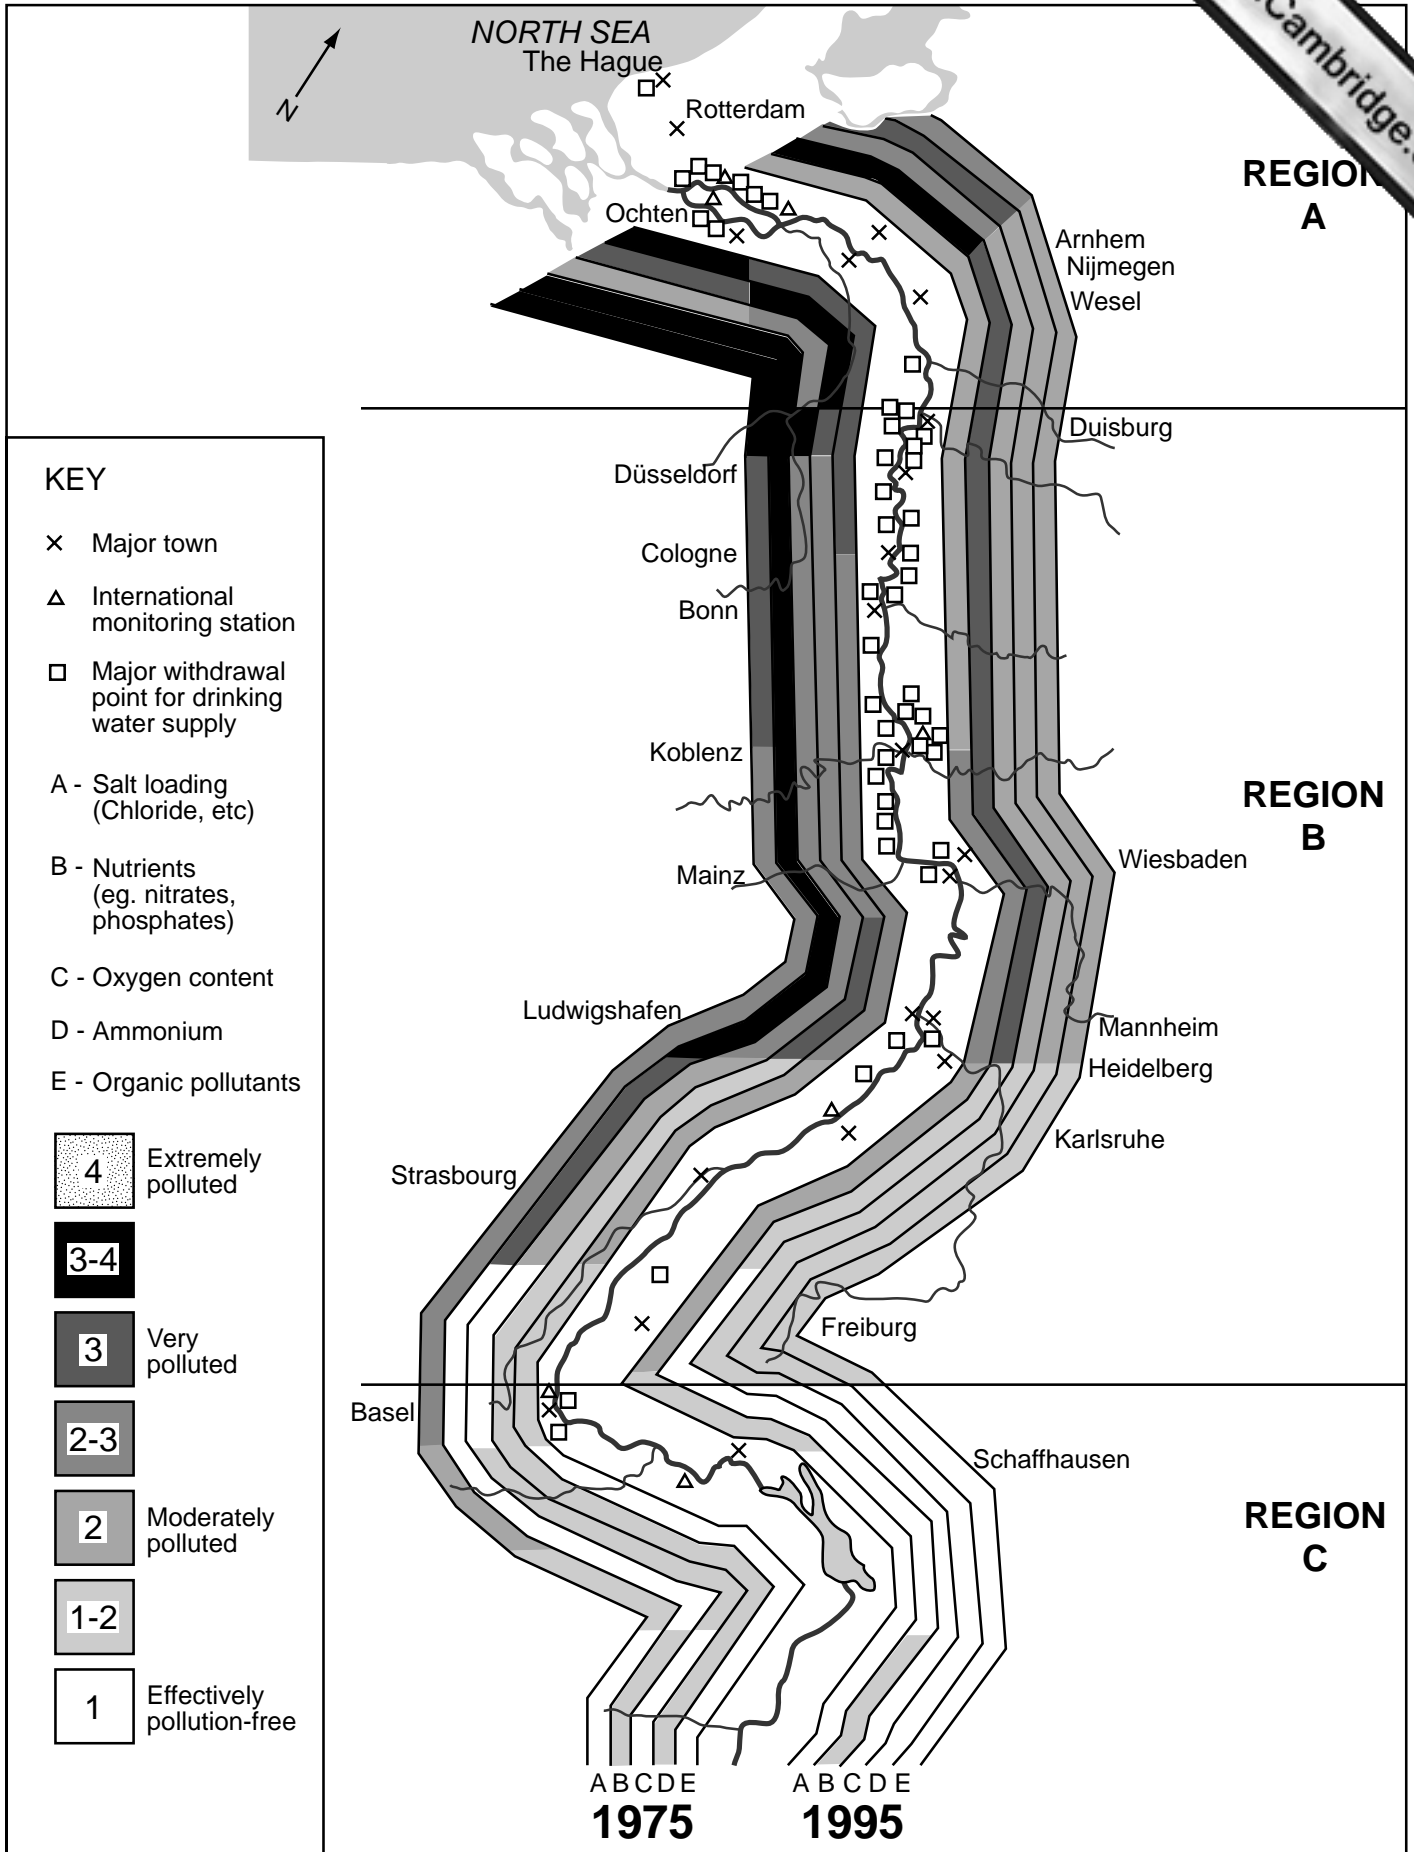 NORTH SEA
The Hague
N
Rotterdam
.Cambridge.
REGION
A
Ochten
Arnhem
Nijmegen
Wesel
Duisburg
Düsseldorf
Cologne
Bonn
Koblenz
REGION
B
Mainz
Wiesbaden
Ludwigshafen
Mannheim
Heidelberg
Karlsruhe
Strasbourg
Freiburg
Basel
Schaffhausen
REGION
C
KEY
Major town
International
monitoring station
Major withdrawal
point for drinking
water supply
A - Salt loading
(Chloride, etc)
B - Nutrients
(eg. nitrates,
phosphates)
C - Oxygen content
D - Ammonium
E - Organic pollutants
4 Extremely
polluted
3-4
3 Very
polluted
2-3
2 Moderately
polluted
1-2
1 Effectively
pollution-free
A B C D E
1975
A B C D E
1995